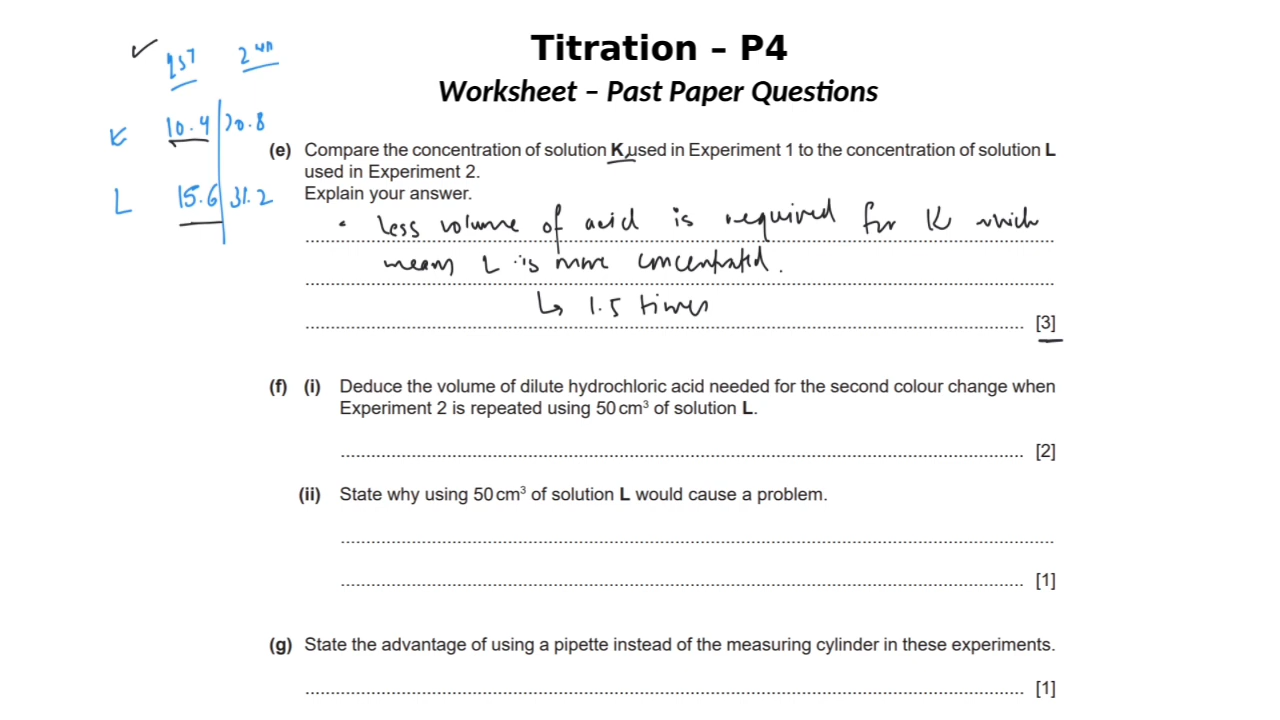 Titration – P4
Worksheet – Past Paper Questions
1ST 2nd
K 10.4 20.8
L 15.6 31.2
(e) Compare the concentration of solution K used in Experiment 1 to the concentration of solution L
used in Experiment 2.
Explain your answer.
• less volume of acid is required for K which
means L is more concentrated.
↳ 1.5 times
[3]
(f) (i) Deduce the volume of dilute hydrochloric acid needed for the second colour change when
Experiment 2 is repeated using 50 cm³ of solution L.
[2]
(ii) State why using 50 cm³ of solution L would cause a problem.
[1]
(g) State the advantage of using a pipette instead of the measuring cylinder in these experiments.
[1]